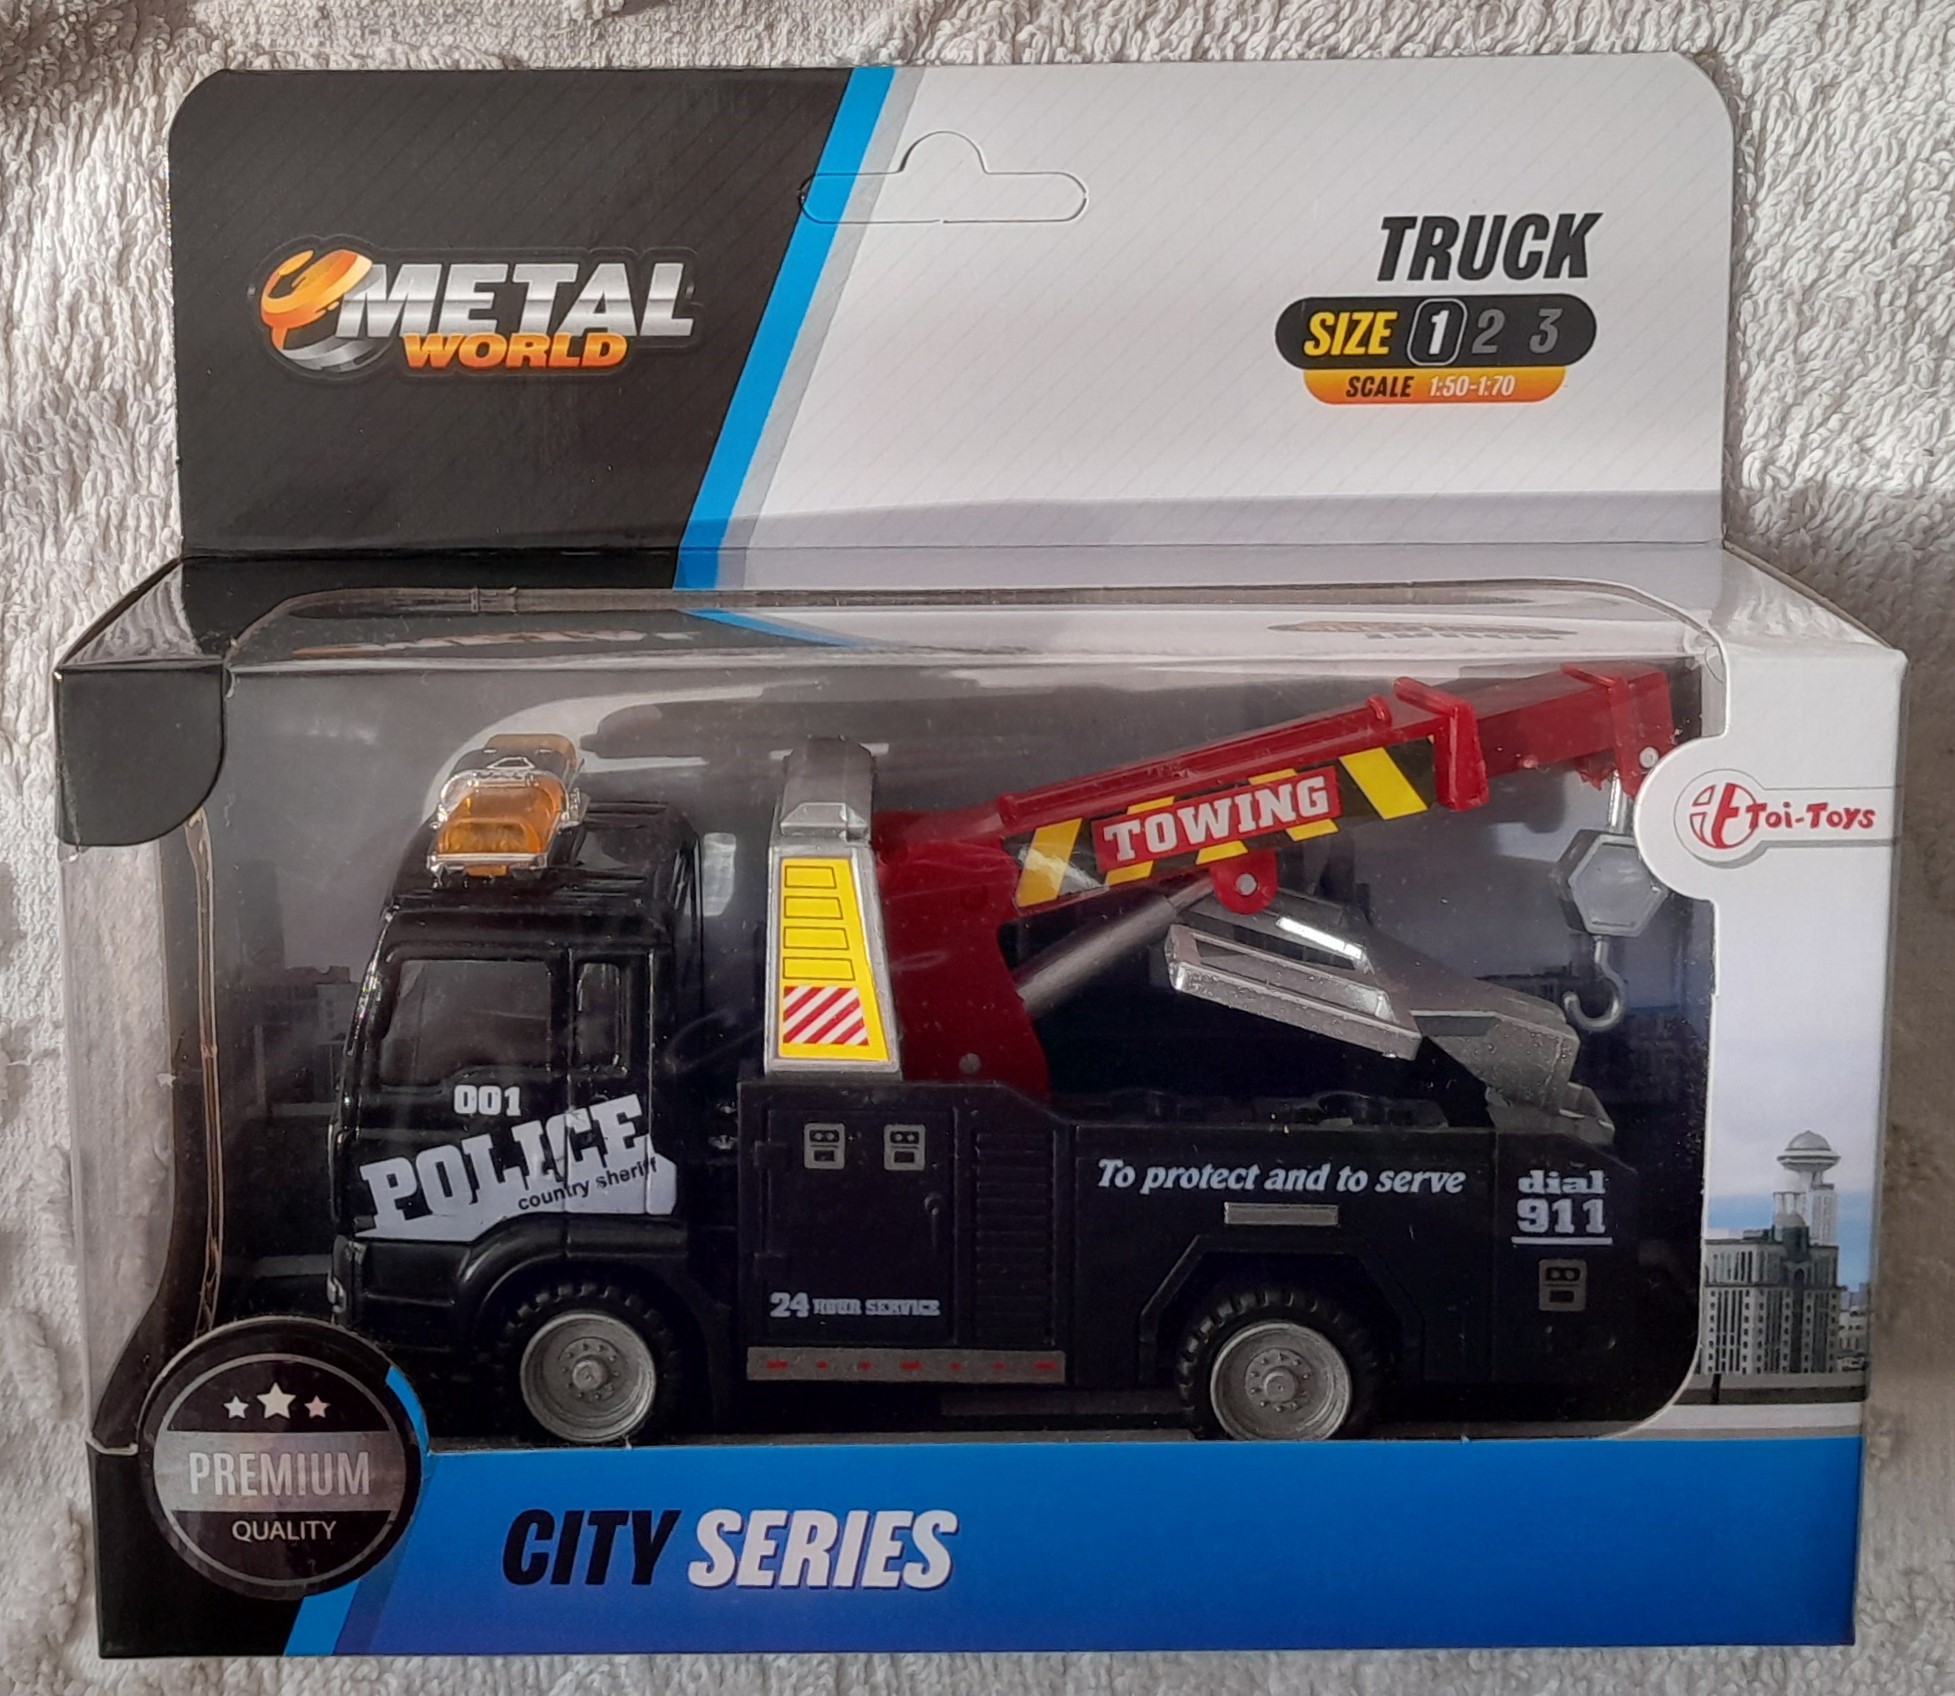 METAL
WORLD
TRUCK
SIZE 1 2 3
SCALE 1:50-1:70
Toi-Toys
TOWING
001
POLICE
country sheriff
To protect and to serve
dial
911
24 HOUR SERVICE
PREMIUM
QUALITY
CITY SERIES